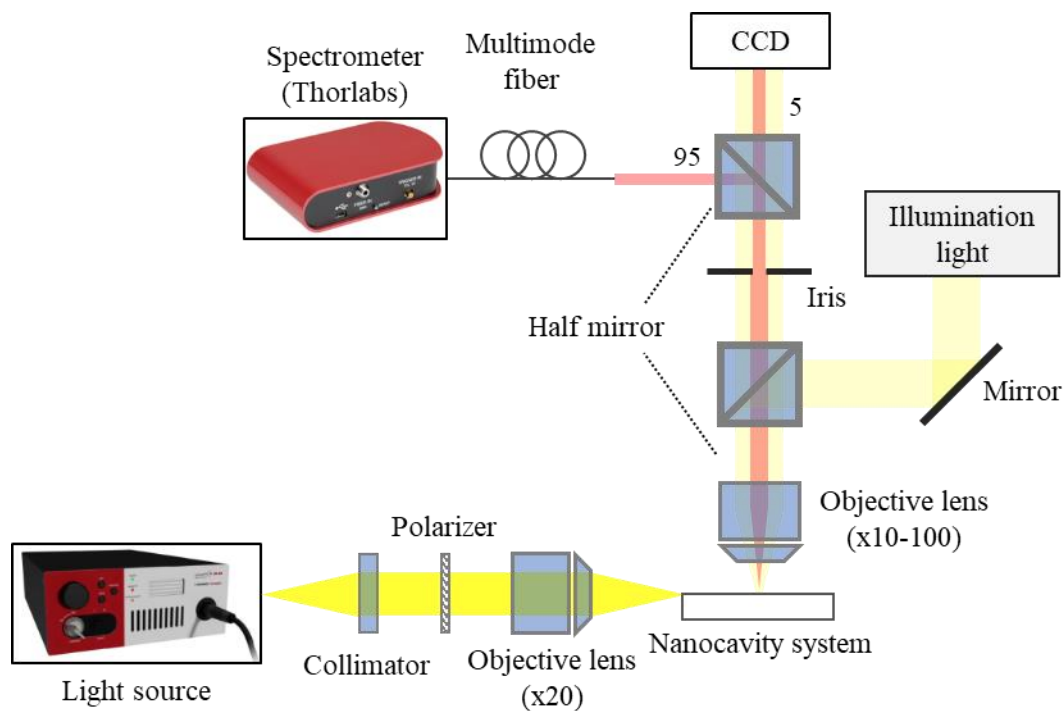 CCD
Spectrometer
(Thorlabs)
Multimode
fiber
5
95
Illumination
light
Iris
Half mirror
Mirror
Objective lens
(x10-100)
Polarizer
Nanocavity system
Collimator
Objective lens
(x20)
Light source